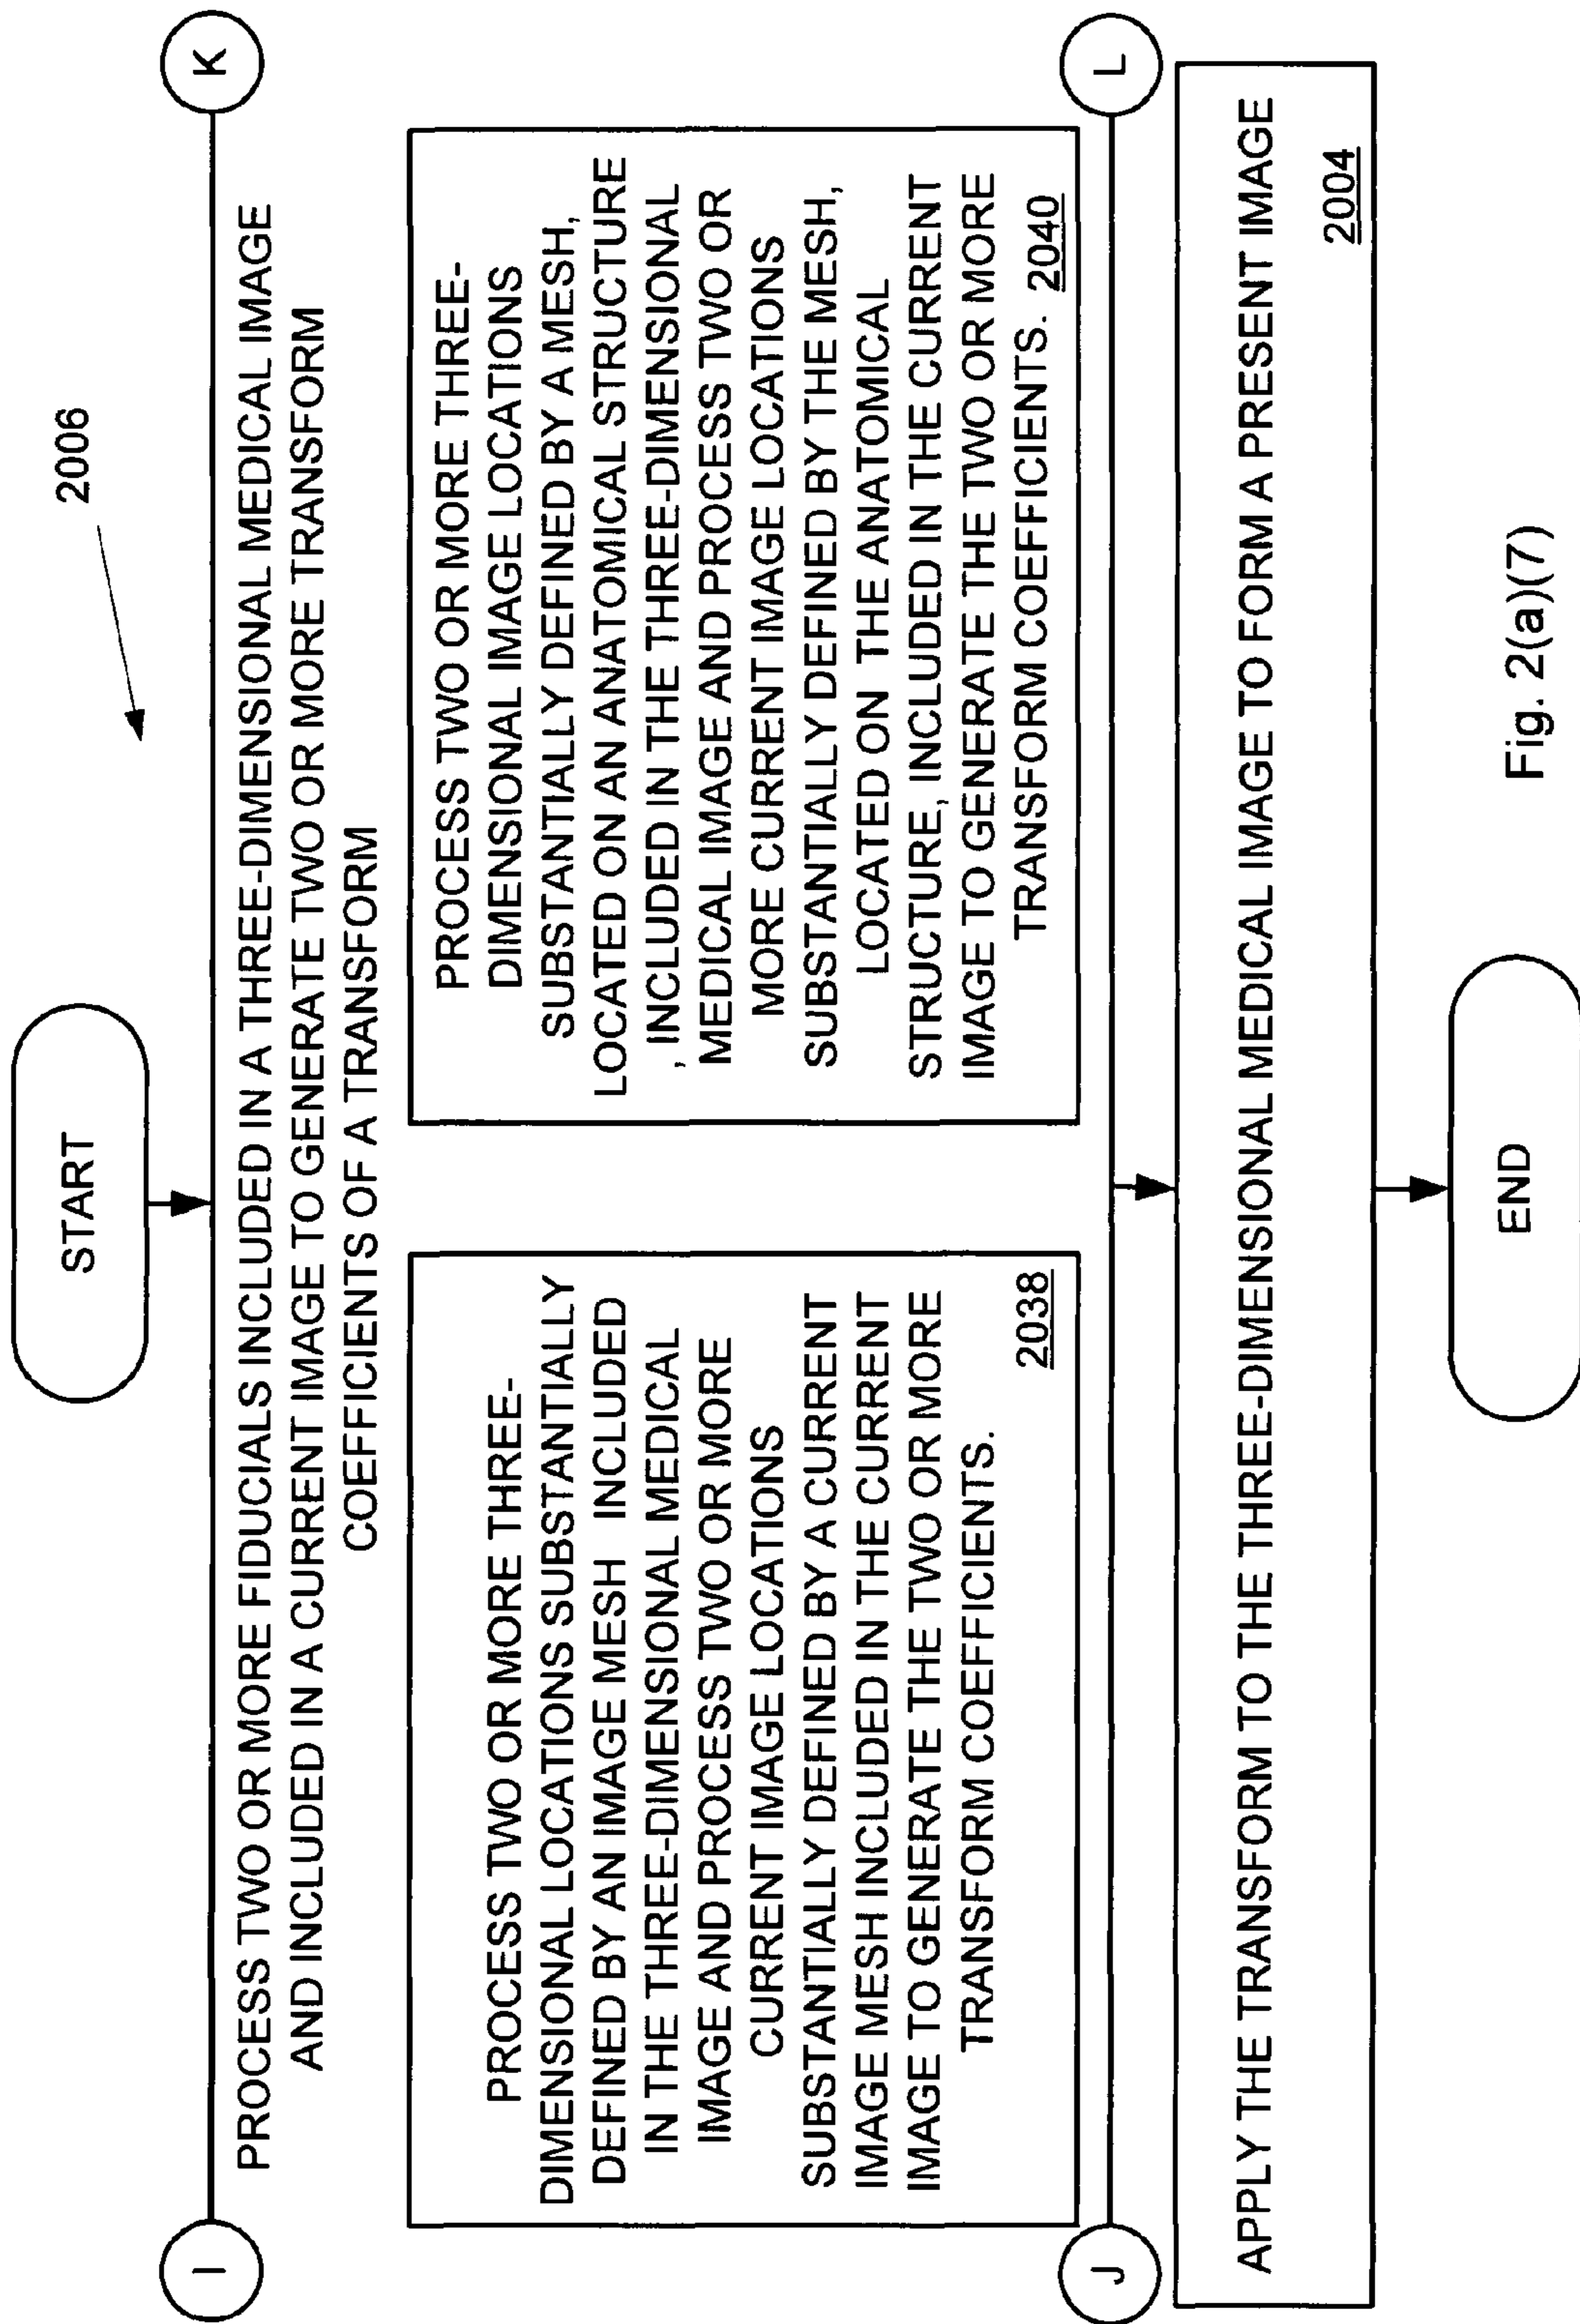 2006
START
I
K
PROCESS TWO OR MORE FIDUCIALS INCLUDED IN A THREE-DIMENSIONAL MEDICAL IMAGE
AND INCLUDED IN A CURRENT IMAGE TO GENERATE TWO OR MORE TRANSFORM
COEFFICIENTS OF A TRANSFORM
PROCESS TWO OR MORE THREE-
DIMENSIONAL LOCATIONS SUBSTANTIALLY
DEFINED BY AN IMAGE MESH INCLUDED
IN THE THREE-DIMENSIONAL MEDICAL
IMAGE AND PROCESS TWO OR MORE
CURRENT IMAGE LOCATIONS
SUBSTANTIALLY DEFINED BY A CURRENT
IMAGE MESH INCLUDED IN THE CURRENT
IMAGE TO GENERATE THE TWO OR MORE
TRANSFORM COEFFICIENTS.
2038
PROCESS TWO OR MORE THREE-
DIMENSIONAL IMAGE LOCATIONS
SUBSTANTIALLY DEFINED BY A MESH,
LOCATED ON AN ANATOMICAL STRUCTURE
, INCLUDED IN THE THREE-DIMENSIONAL
MEDICAL IMAGE AND PROCESS TWO OR
MORE CURRENT IMAGE LOCATIONS
SUBSTANTIALLY DEFINED BY THE MESH,
LOCATED ON THE ANATOMICAL
STRUCTURE, INCLUDED IN THE CURRENT
IMAGE TO GENERATE THE TWO OR MORE
TRANSFORM COEFFICIENTS. 2040
J
L
APPLY THE TRANSFORM TO THE THREE-DIMENSIONAL MEDICAL IMAGE TO FORM A PRESENT IMAGE
2004
END
Fig. 2(a)(7)